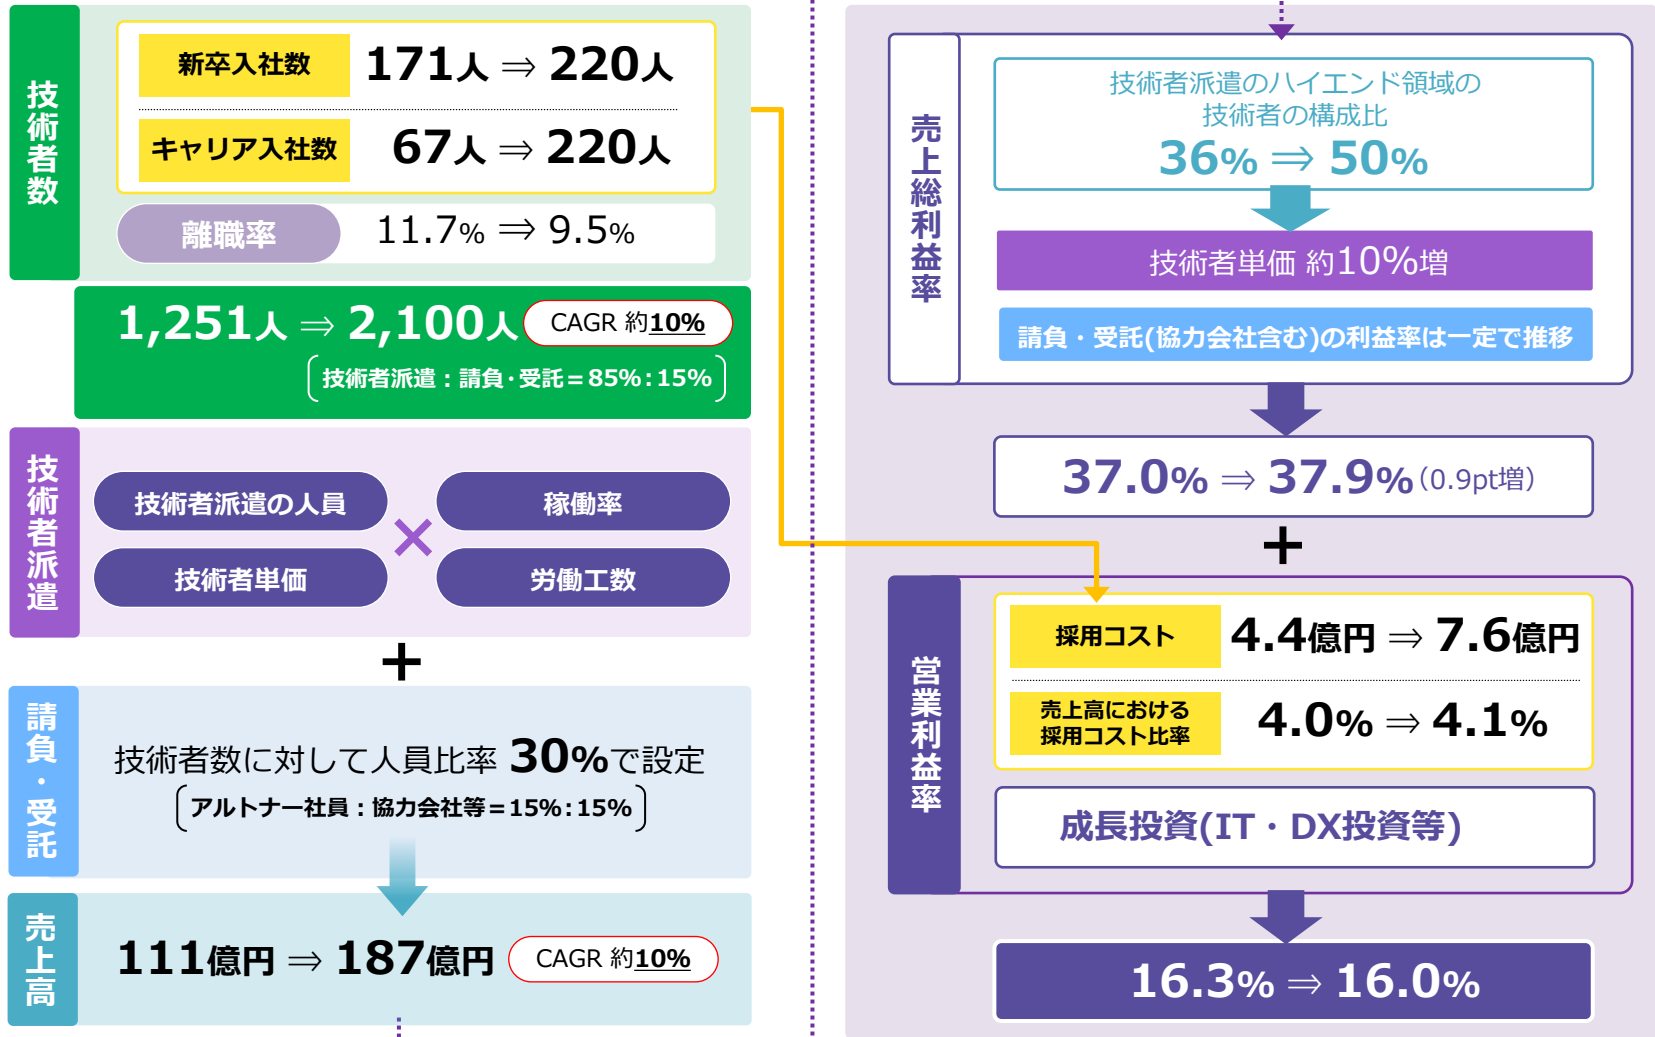 技術者数
新卒入社数 171人 ⇒ 220人
キャリア入社数 67人 ⇒ 220人
離職率 11.7% ⇒ 9.5%
1,251人 ⇒ 2,100人 CAGR 約10%
技術者派遣：請負・受託＝85%：15%
技術者派遣
技術者派遣の人員 × 稼働率
技術者単価 労働工数
+
請負・受託
技術者数に対して人員比率 30%で設定
アルトナー社員：協力会社等＝15%：15%
売上高
111億円 ⇒ 187億円 CAGR 約10%
売上総利益率
技術者派遣のハイエンド領域の
技術者の構成比
36% ⇒ 50%
技術者単価 約10%増
請負・受託(協力会社含む)の利益率は一定で推移
37.0% ⇒ 37.9%（0.9pt増）
+
営業利益率
採用コスト 4.4億円 ⇒ 7.6億円
売上高における
採用コスト比率 4.0% ⇒ 4.1%
成長投資(IT・DX投資等)
16.3% ⇒ 16.0%